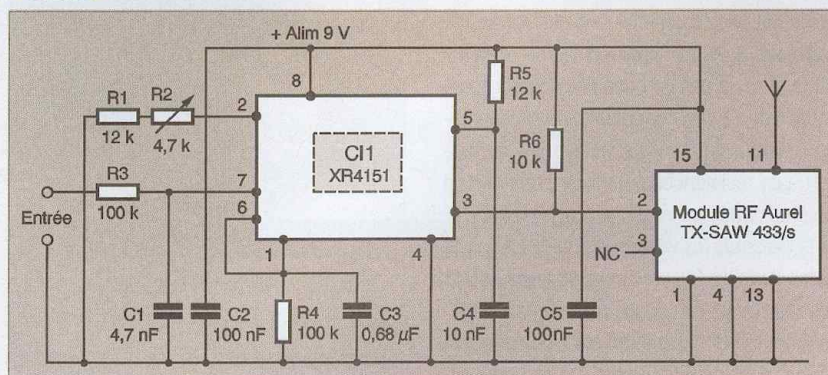 + Alim 9 V
R1
12 k
R2
4,7 k
2
8
R5
12 k
5
R6
10 k
CI1
XR4151
15
11
R3
100 k
7
Entrée
6
3
2
Module RF Aurel
TX-SAW 433/s
NC
3
1
4
1
4
13
C1
4,7 nF
C2
100 nF
R4
100 k
C3
0,68 µF
C4
10 nF
C5
100nF